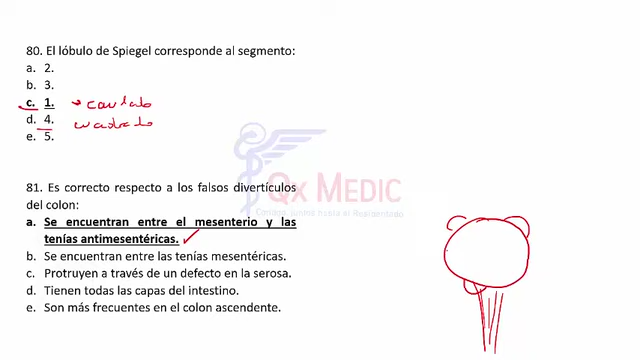 80. El lóbulo de Spiegel corresponde al segmento:
a. 2.
b. 3.
c. 1. → caudado
d. 4. cuadrado
e. 5.
81. Es correcto respecto a los falsos divertículos
del colon:
a. Se encuentran entre el mesenterio y las
tenías antimesentéricas.
b. Se encuentran entre las tenías mesentéricas.
c. Protruyen a través de un defecto en la serosa.
d. Tienen todas las capas del intestino.
e. Son más frecuentes en el colon ascendente.
Qx MEDIC